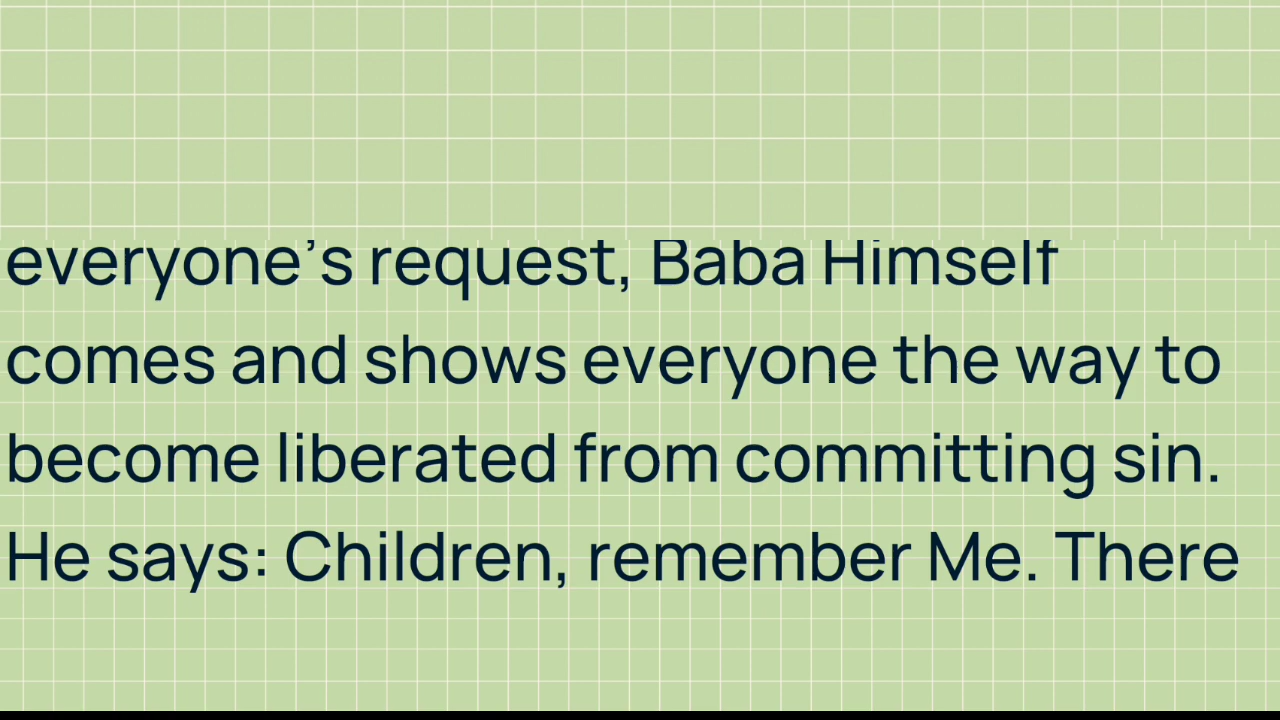 everyone's request, Baba Himself
comes and shows everyone the way to
become liberated from committing sin.
He says: Children, remember Me. There